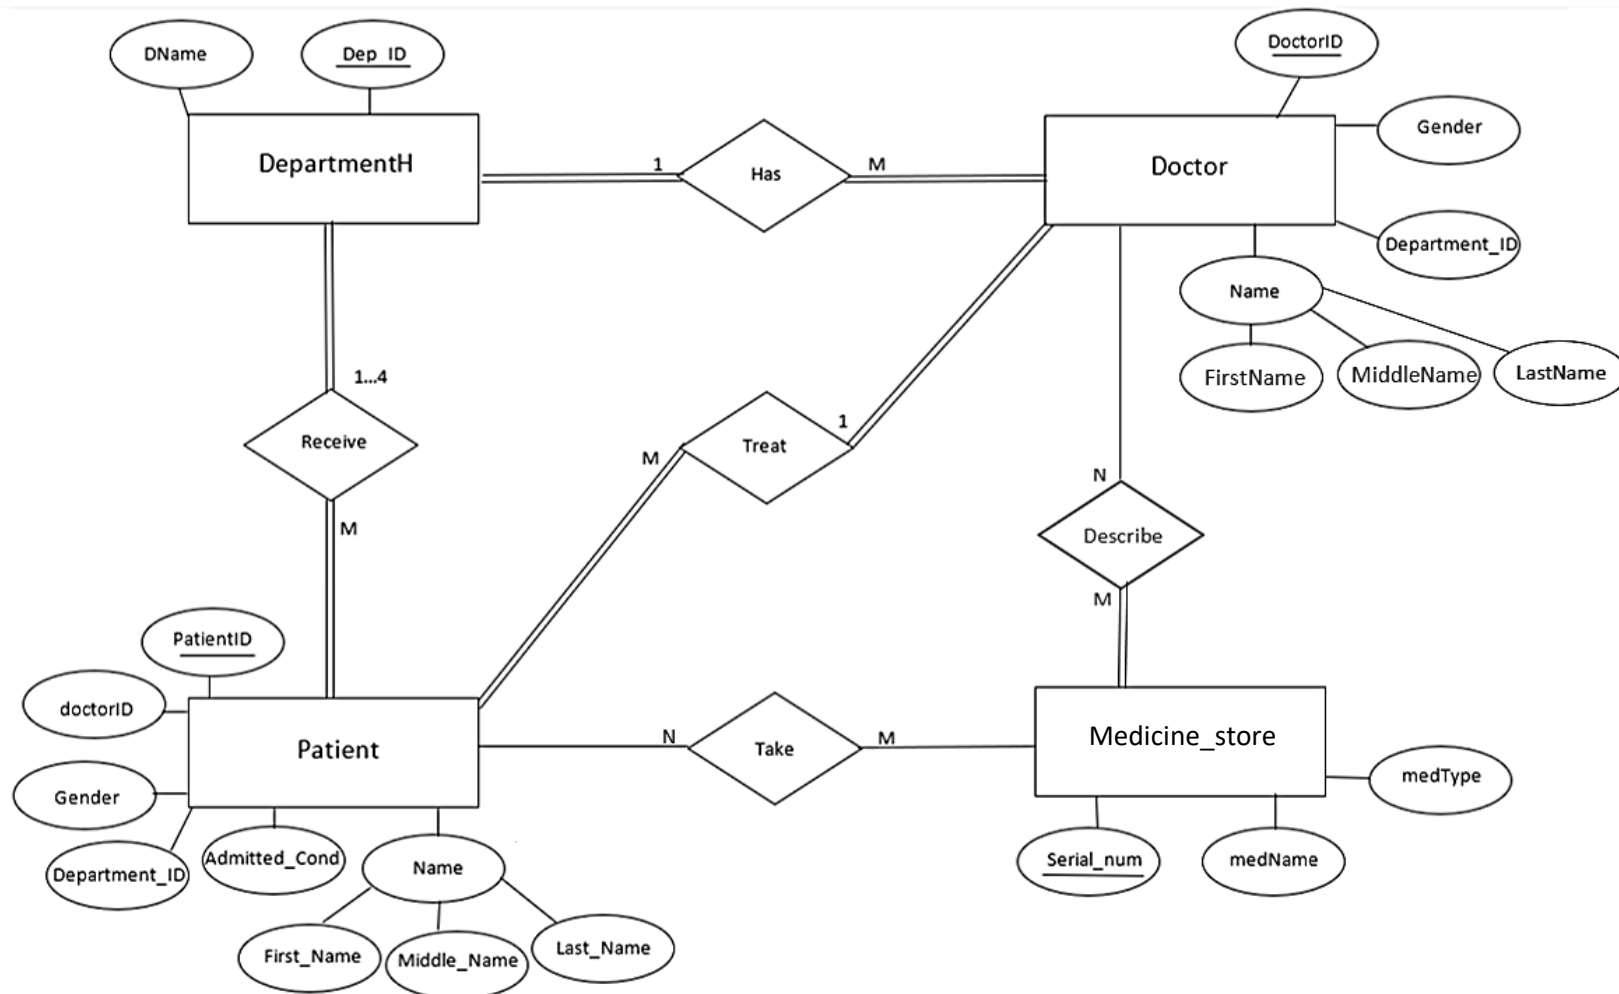 DName
Dep_ID
DoctorID
Gender
DepartmentH
1
Has
M
Doctor
Department_ID
Name
FirstName
MiddleName
LastName
1...4
Receive
M
M
Treat
1
N
Describe
M
PatientID
doctorID
Patient
N
Take
M
Medicine_store
Gender
medType
Department_ID
Admitted_Cond
Name
Serial_num
medName
First_Name
Middle_Name
Last_Name